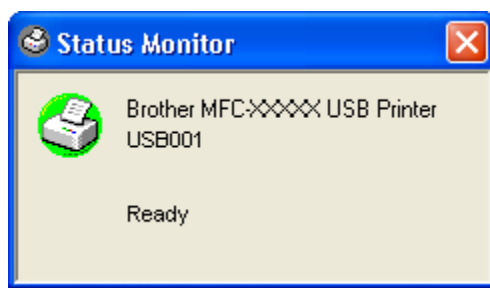 Status Monitor
Brother MFC-XXXXX USB Printer
USB001
Ready